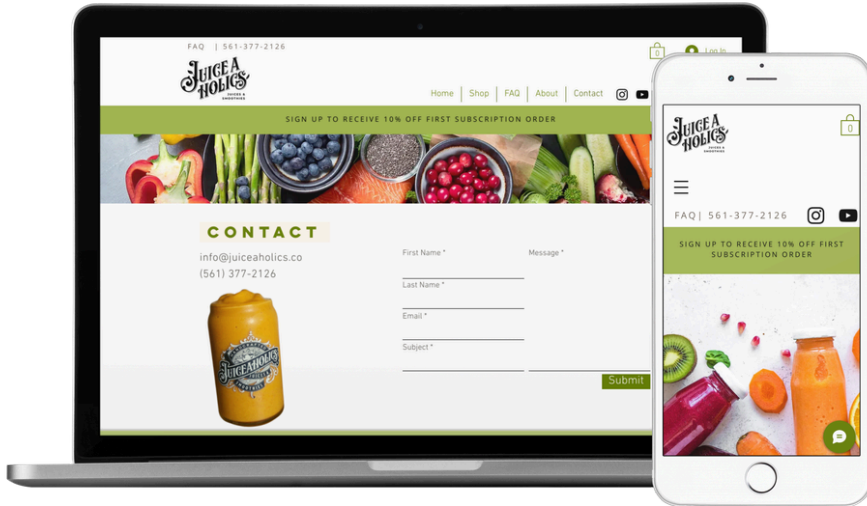 FAQ | 561-377-2126
0
Log In
JUICE A
HOLICS
JUICES &
SMOOTHIES
Home | Shop | FAQ | About | Contact
SIGN UP TO RECEIVE 10% OFF FIRST SUBSCRIPTION ORDER
CONTACT
info@juiceaholics.co
(561) 377-2126
JUICEAHOLICS
First Name *
Message *
Last Name *
Email *
Subject *
Submit
JUICE A
HOLICS
JUICES &
SMOOTHIES
0
FAQ| 561-377-2126
SIGN UP TO RECEIVE 10% OFF FIRST
SUBSCRIPTION ORDER